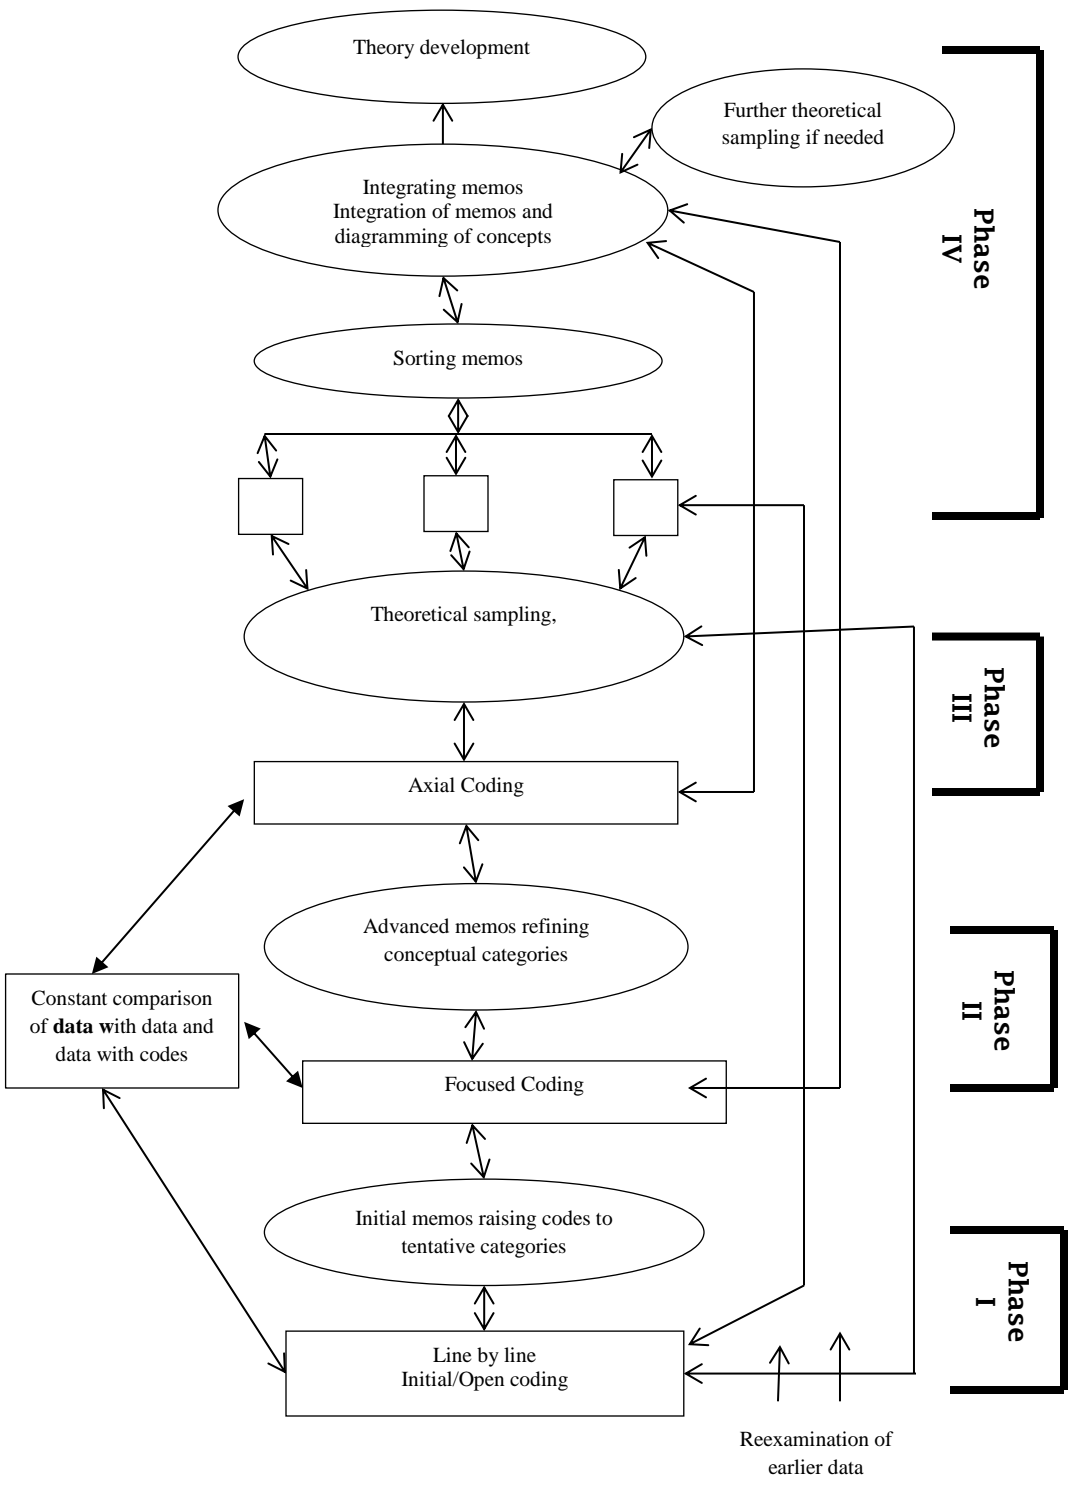 Theory development
Further theoretical
sampling if needed
Integrating memos
Integration of memos and
diagramming of concepts
Phase
IV
Sorting memos
Theoretical sampling,
Phase
III
Axial Coding
Advanced memos refining
conceptual categories
Phase
II
Constant comparison
of data with data and
data with codes
Focused Coding
Initial memos raising codes to
tentative categories
Phase
I
Line by line
Initial/Open coding
Reexamination of
earlier data